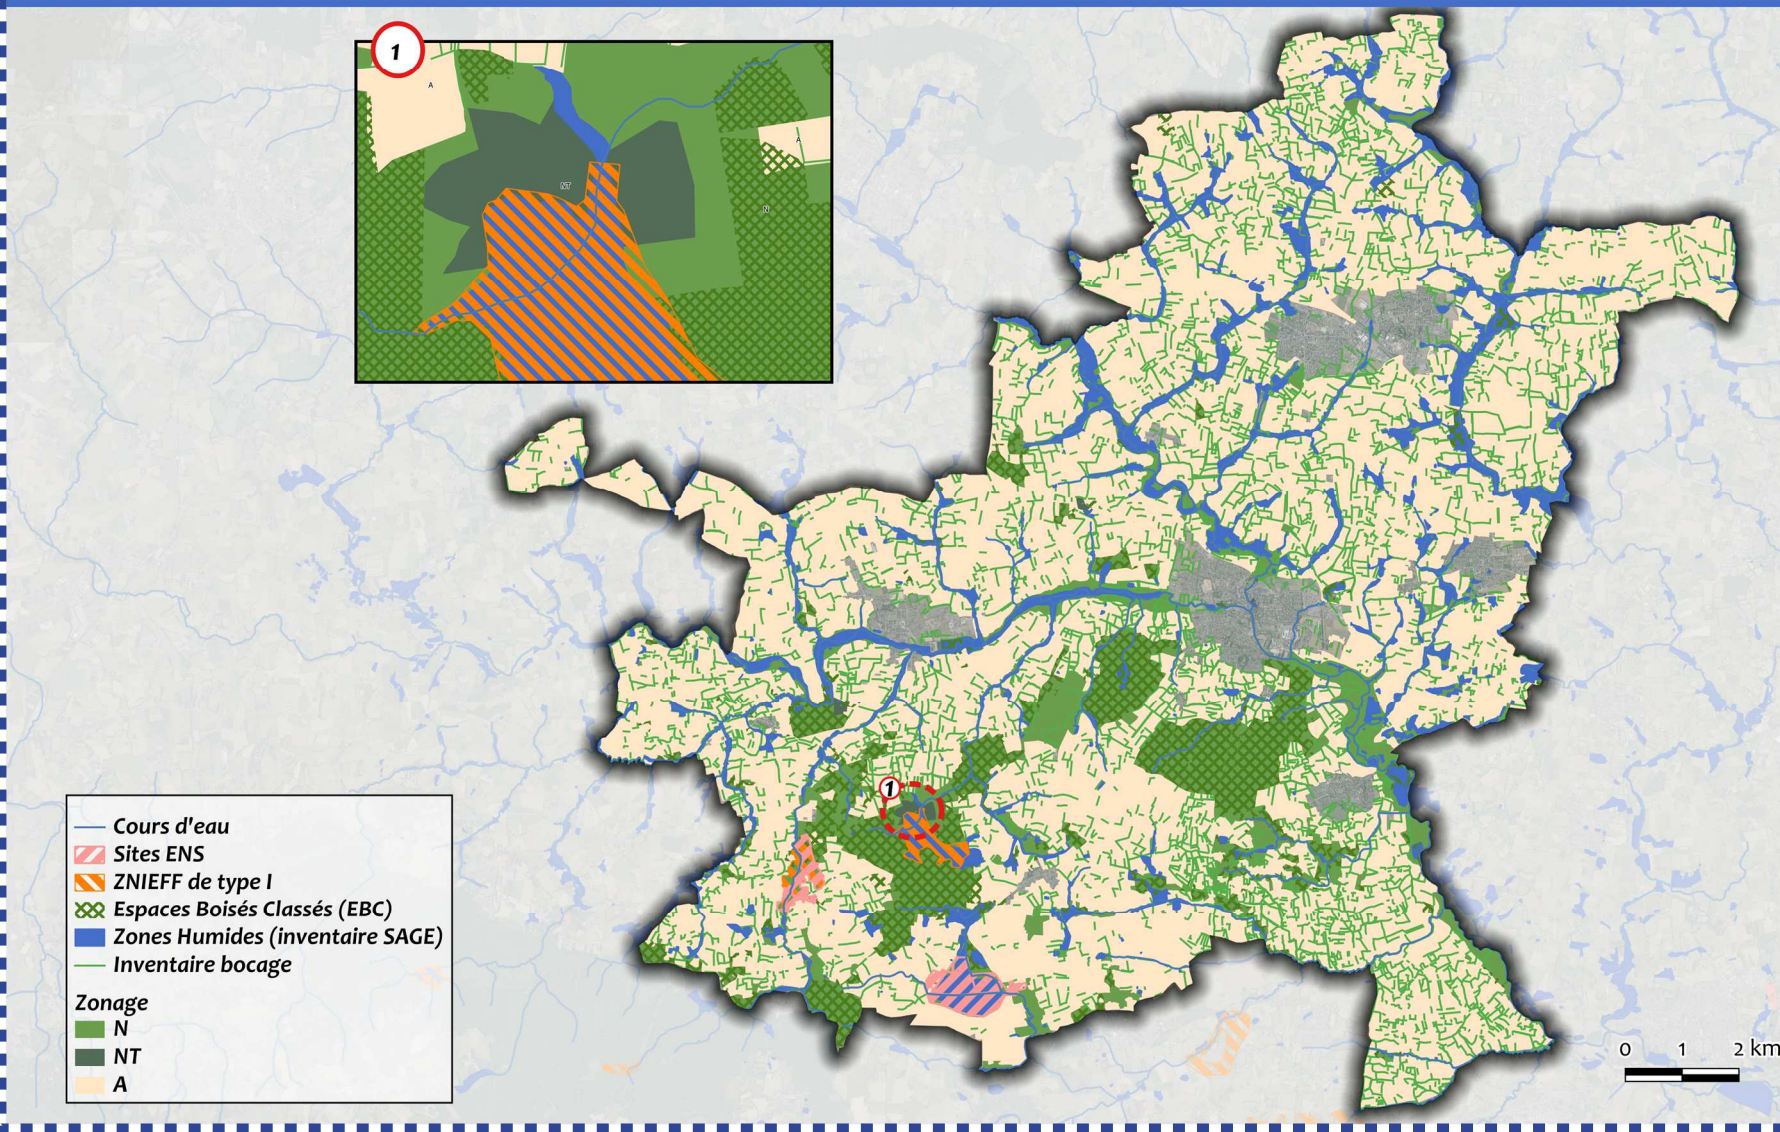 1
A
A
NT
N
1
Cours d'eau
Sites ENS
ZNIEFF de type I
Espaces Boisés Classés (EBC)
Zones Humides (inventaire SAGE)
Inventaire bocage
Zonage
N
NT
A
0 1 2 km